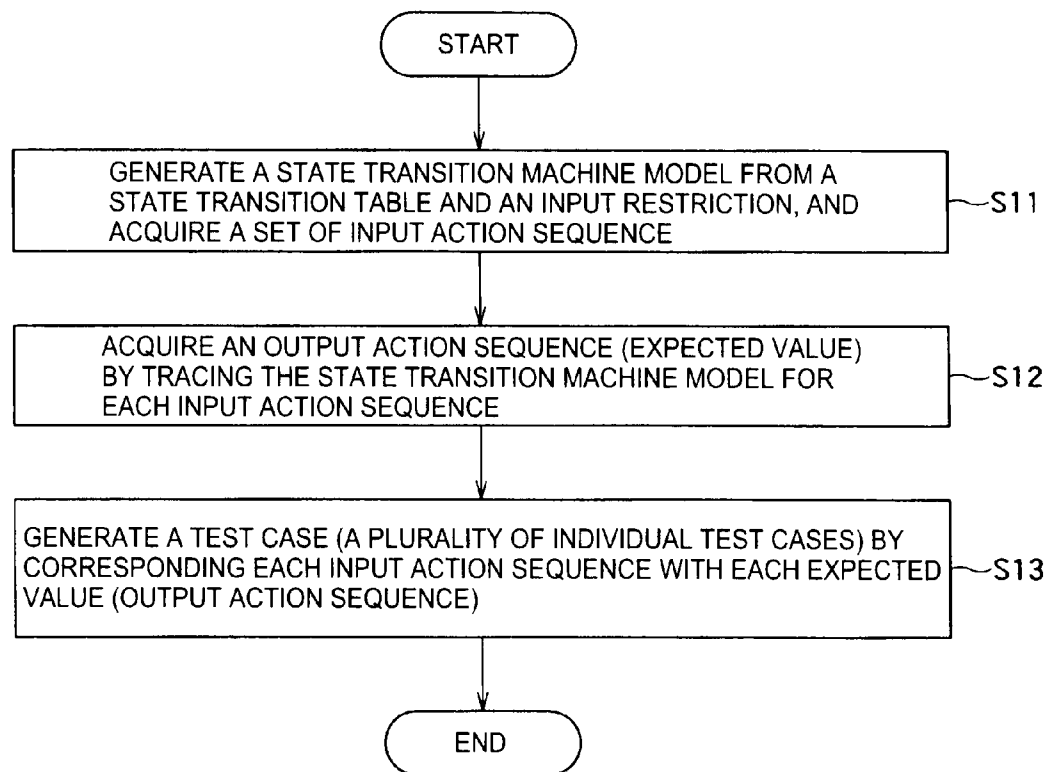 START
GENERATE A STATE TRANSITION MACHINE MODEL FROM A
STATE TRANSITION TABLE AND AN INPUT RESTRICTION, AND
ACQUIRE A SET OF INPUT ACTION SEQUENCE
S11
ACQUIRE AN OUTPUT ACTION SEQUENCE (EXPECTED VALUE)
BY TRACING THE STATE TRANSITION MACHINE MODEL FOR
EACH INPUT ACTION SEQUENCE
S12
GENERATE A TEST CASE (A PLURALITY OF INDIVIDUAL TEST CASES) BY
CORRESPONDING EACH INPUT ACTION SEQUENCE WITH EACH EXPECTED
VALUE (OUTPUT ACTION SEQUENCE)
S13
END